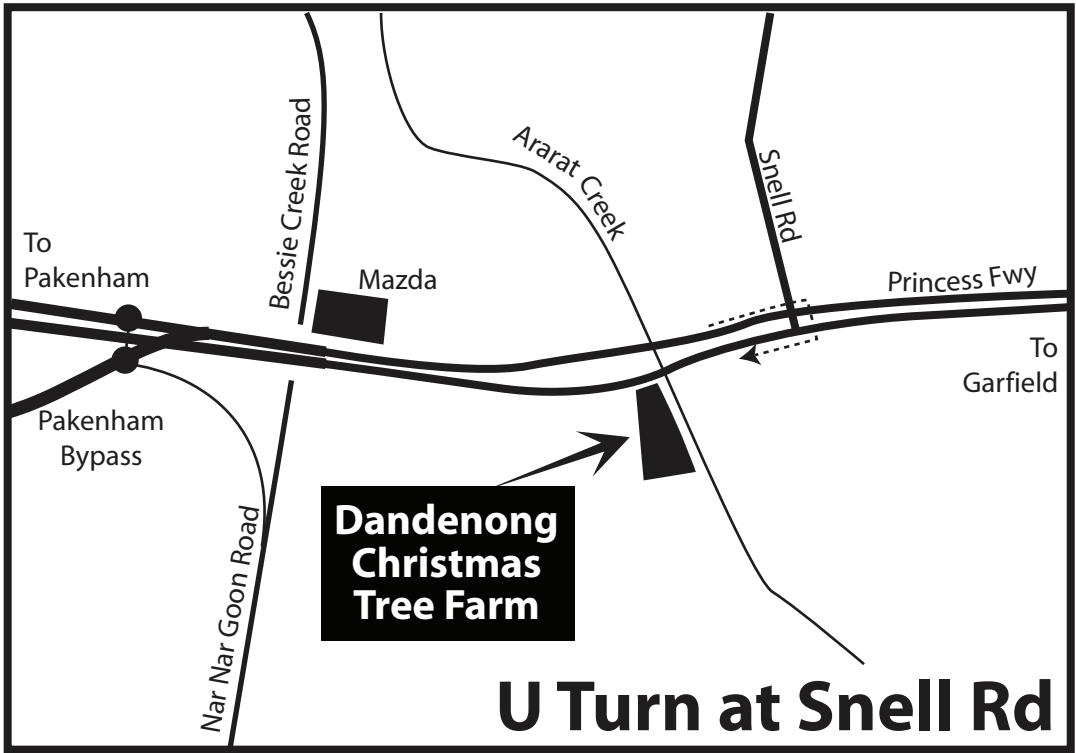 Bessie Creek Road
Ararat Creek
Snell Rd
To
Pakenham
Mazda
Princess Fwy
To
Garfield
Pakenham
Bypass
Nar Nar Goon Road
Dandenong
Christmas
Tree Farm
U Turn at Snell Rd